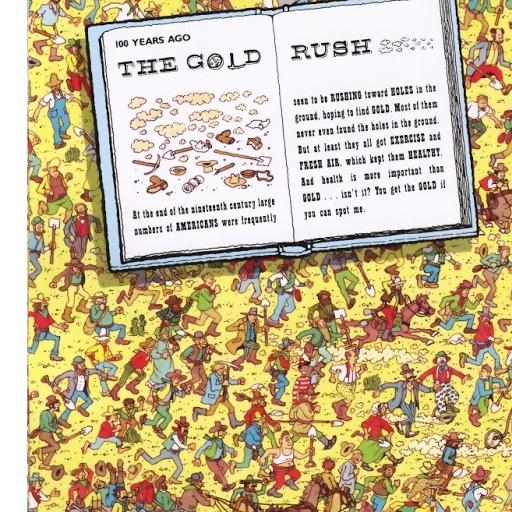 100 YEARS AGO
THE GOLD RUSH
At the end of the nineteenth century large
numbers of AMERICANS were frequently
seen to be RUSHING toward HOLES in the
ground, hoping to find GOLD. Most of them
never even found the holes in the ground.
But at least they all got EXERCISE and
FRESH AIR, which kept them HEALTHY.
And health is more important than
GOLD . . . isn't it? You get the GOLD if
you can spot me.